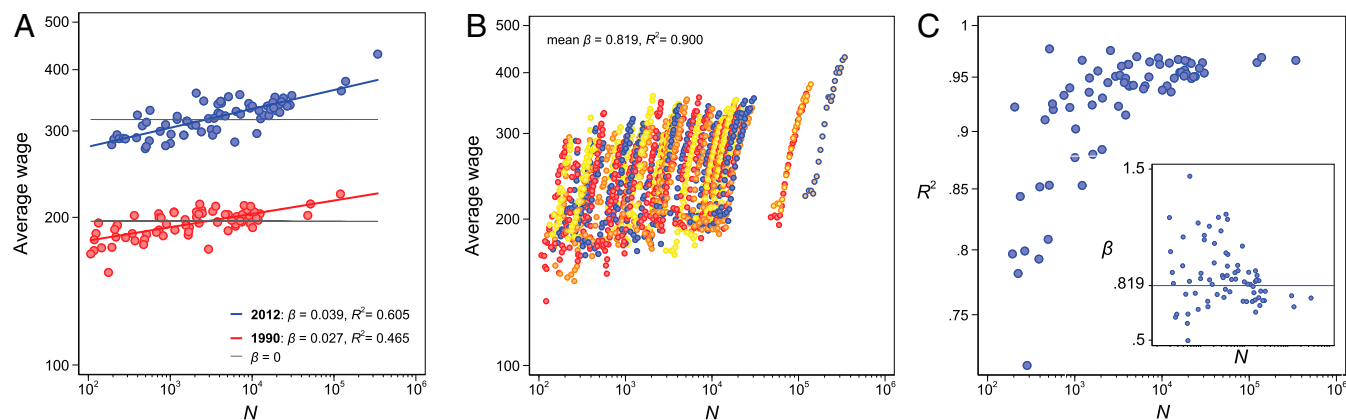 A
500
400
300
200
100
Average wage
10² 10³ 10⁴ 10⁵ 10⁶
N
2012: β = 0.039, R²= 0.605
1990: β = 0.027, R²= 0.465
β = 0
B
mean β = 0.819, R²= 0.900
500
400
300
200
100
Average wage
10² 10³ 10⁴ 10⁵ 10⁶
N
C
1
.95
.9
.85
.8
.75
R²
10² 10³ 10⁴ 10⁵ 10⁶
N
1.5
β
.819
.5
N